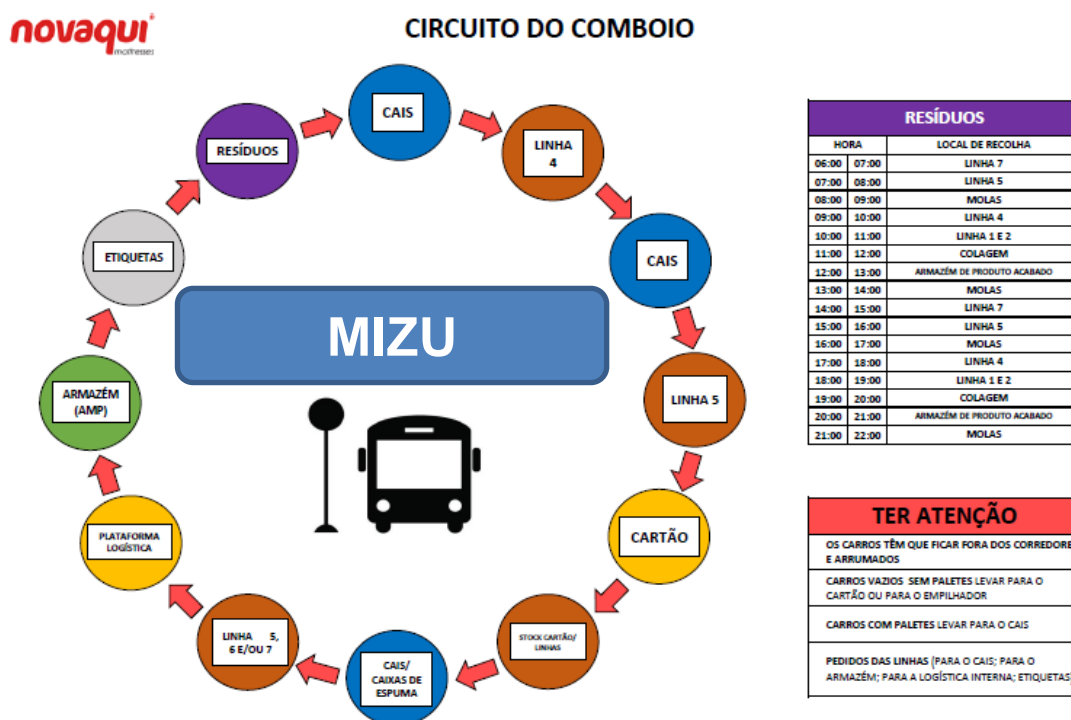 novaqui
mattresses
CIRCUITO DO COMBOIO
CAIS
LINHA
4
CAIS
LINHA 5
CARTÃO
STOCK CARTÃO/
LINHAS
CAIS/
CAIXAS DE
ESPUMA
LINHA 5,
6 E/OU 7
PLATAFORMA
LOGÍSTICA
ARMAZÉM
(AMP)
ETIQUETAS
RESÍDUOS
MIZU
RESÍDUOS
HORA LOCAL DE RECOLHA
06:00 07:00 LINHA 7
07:00 08:00 LINHA 5
08:00 09:00 MOLAS
09:00 10:00 LINHA 4
10:00 11:00 LINHA 1 E 2
11:00 12:00 COLAGEM
12:00 13:00 ARMAZÉM DE PRODUTO ACABADO
13:00 14:00 MOLAS
14:00 15:00 LINHA 7
15:00 16:00 LINHA 5
16:00 17:00 MOLAS
17:00 18:00 LINHA 4
18:00 19:00 LINHA 1 E 2
19:00 20:00 COLAGEM
20:00 21:00 ARMAZÉM DE PRODUTO ACABADO
21:00 22:00 MOLAS
TER ATENÇÃO
OS CARROS TÊM QUE FICAR FORA DOS CORREDORE
E ARRUMADOS
CARROS VAZIOS SEM PALETES LEVAR PARA O
CARTÃO OU PARA O EMPILHADOR
CARROS COM PALETES LEVAR PARA O CAIS
PEDIDOS DAS LINHAS (PARA O CAIS; PARA O
ARMAZÉM; PARA A LOGÍSTICA INTERNA; ETIQUETAS)